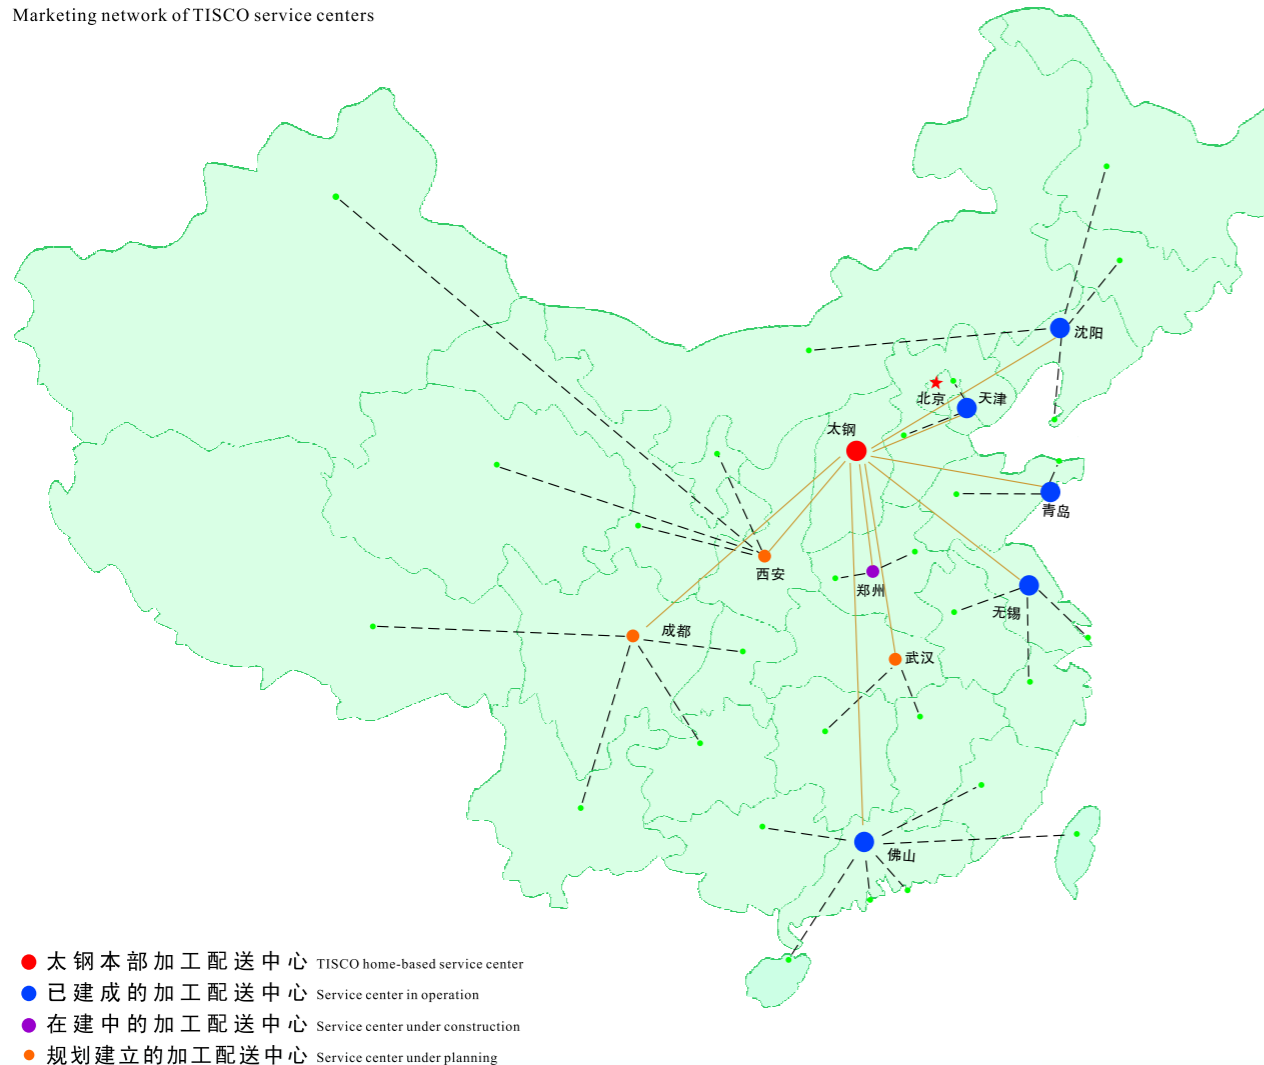 Marketing network of TISCO service centers
沈阳
北京
天津
太钢
青岛
西安
郑州
无锡
成都
武汉
佛山
太钢本部加工配送中心 TISCO home-based service center
已建成的加工配送中心 Service center in operation
在建中的加工配送中心 Service center under construction
规划建立的加工配送中心 Service center under planning